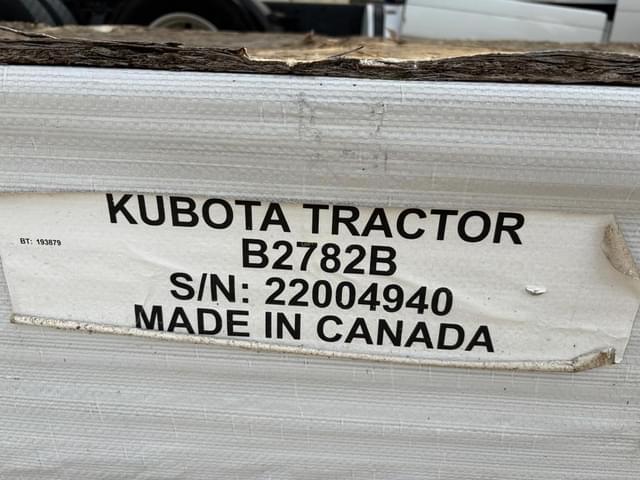 KUBOTA TRACTOR
BT: 193879
B2782B
S/N: 22004940
MADE IN CANADA